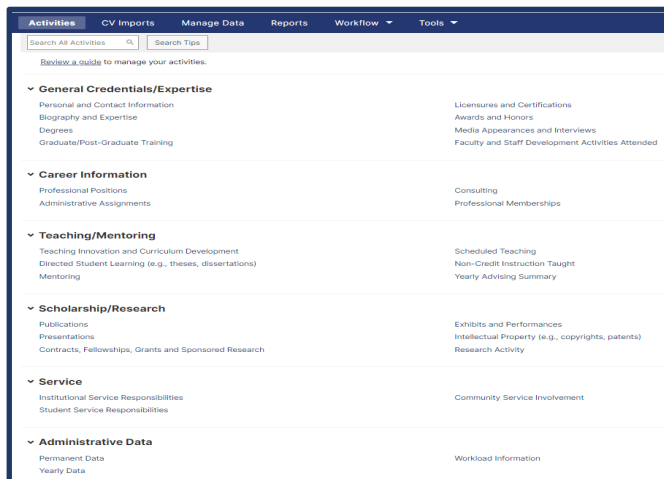 Activities CV Imports Manage Data Reports Workflow Tools
Search All Activities Search Tips
Review a guide to manage your activities.
General Credentials/Expertise
Personal and Contact Information Licensures and Certifications
Biography and Expertise Awards and Honors
Degrees Media Appearances and Interviews
Graduate/Post-Graduate Training Faculty and Staff Development Activities Attended
Career Information
Professional Positions Consulting
Administrative Assignments Professional Memberships
Teaching/Mentoring
Teaching Innovation and Curriculum Development Scheduled Teaching
Directed Student Learning (e.g., theses, dissertations) Non-Credit Instruction Taught
Mentoring Yearly Advising Summary
Scholarship/Research
Publications Exhibits and Performances
Presentations Intellectual Property (e.g., copyrights, patents)
Contracts, Fellowships, Grants and Sponsored Research Research Activity
Service
Institutional Service Responsibilities Community Service Involvement
Student Service Responsibilities
Administrative Data
Permanent Data Workload Information
Yearly Data